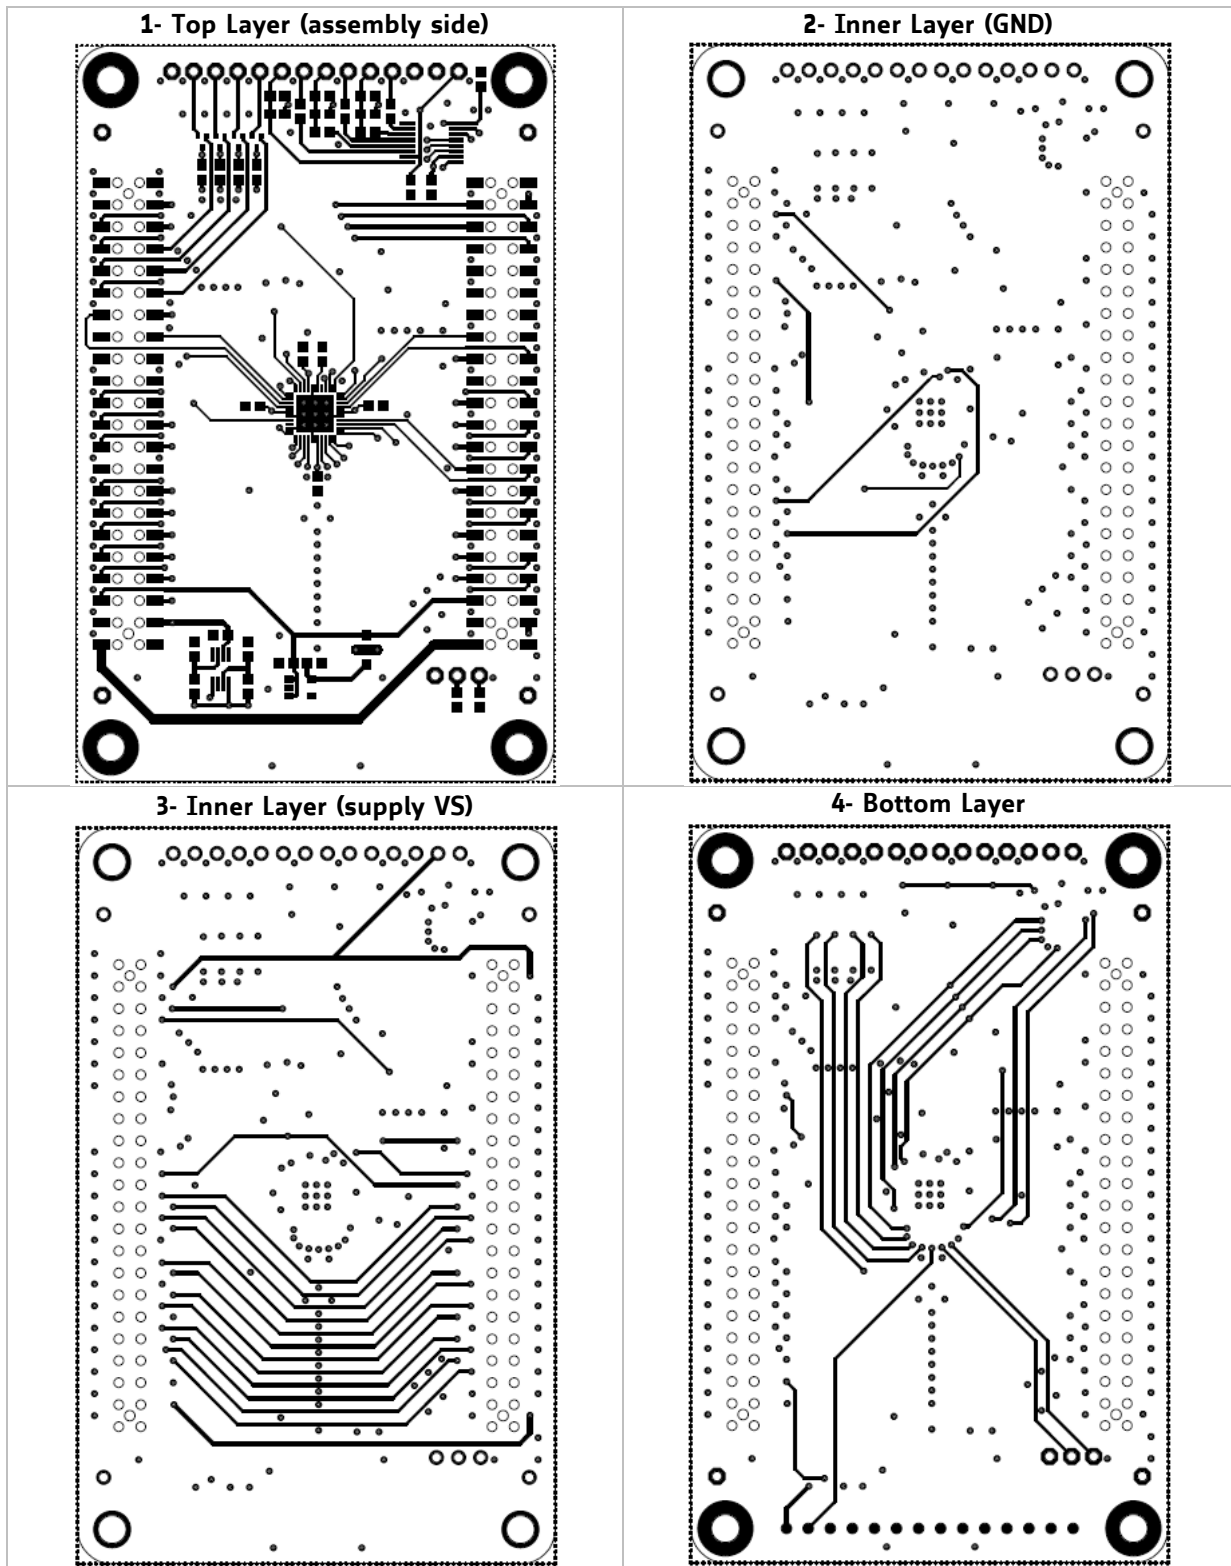 1- Top Layer (assembly side)
2- Inner Layer (GND)
3- Inner Layer (supply VS)
4- Bottom Layer